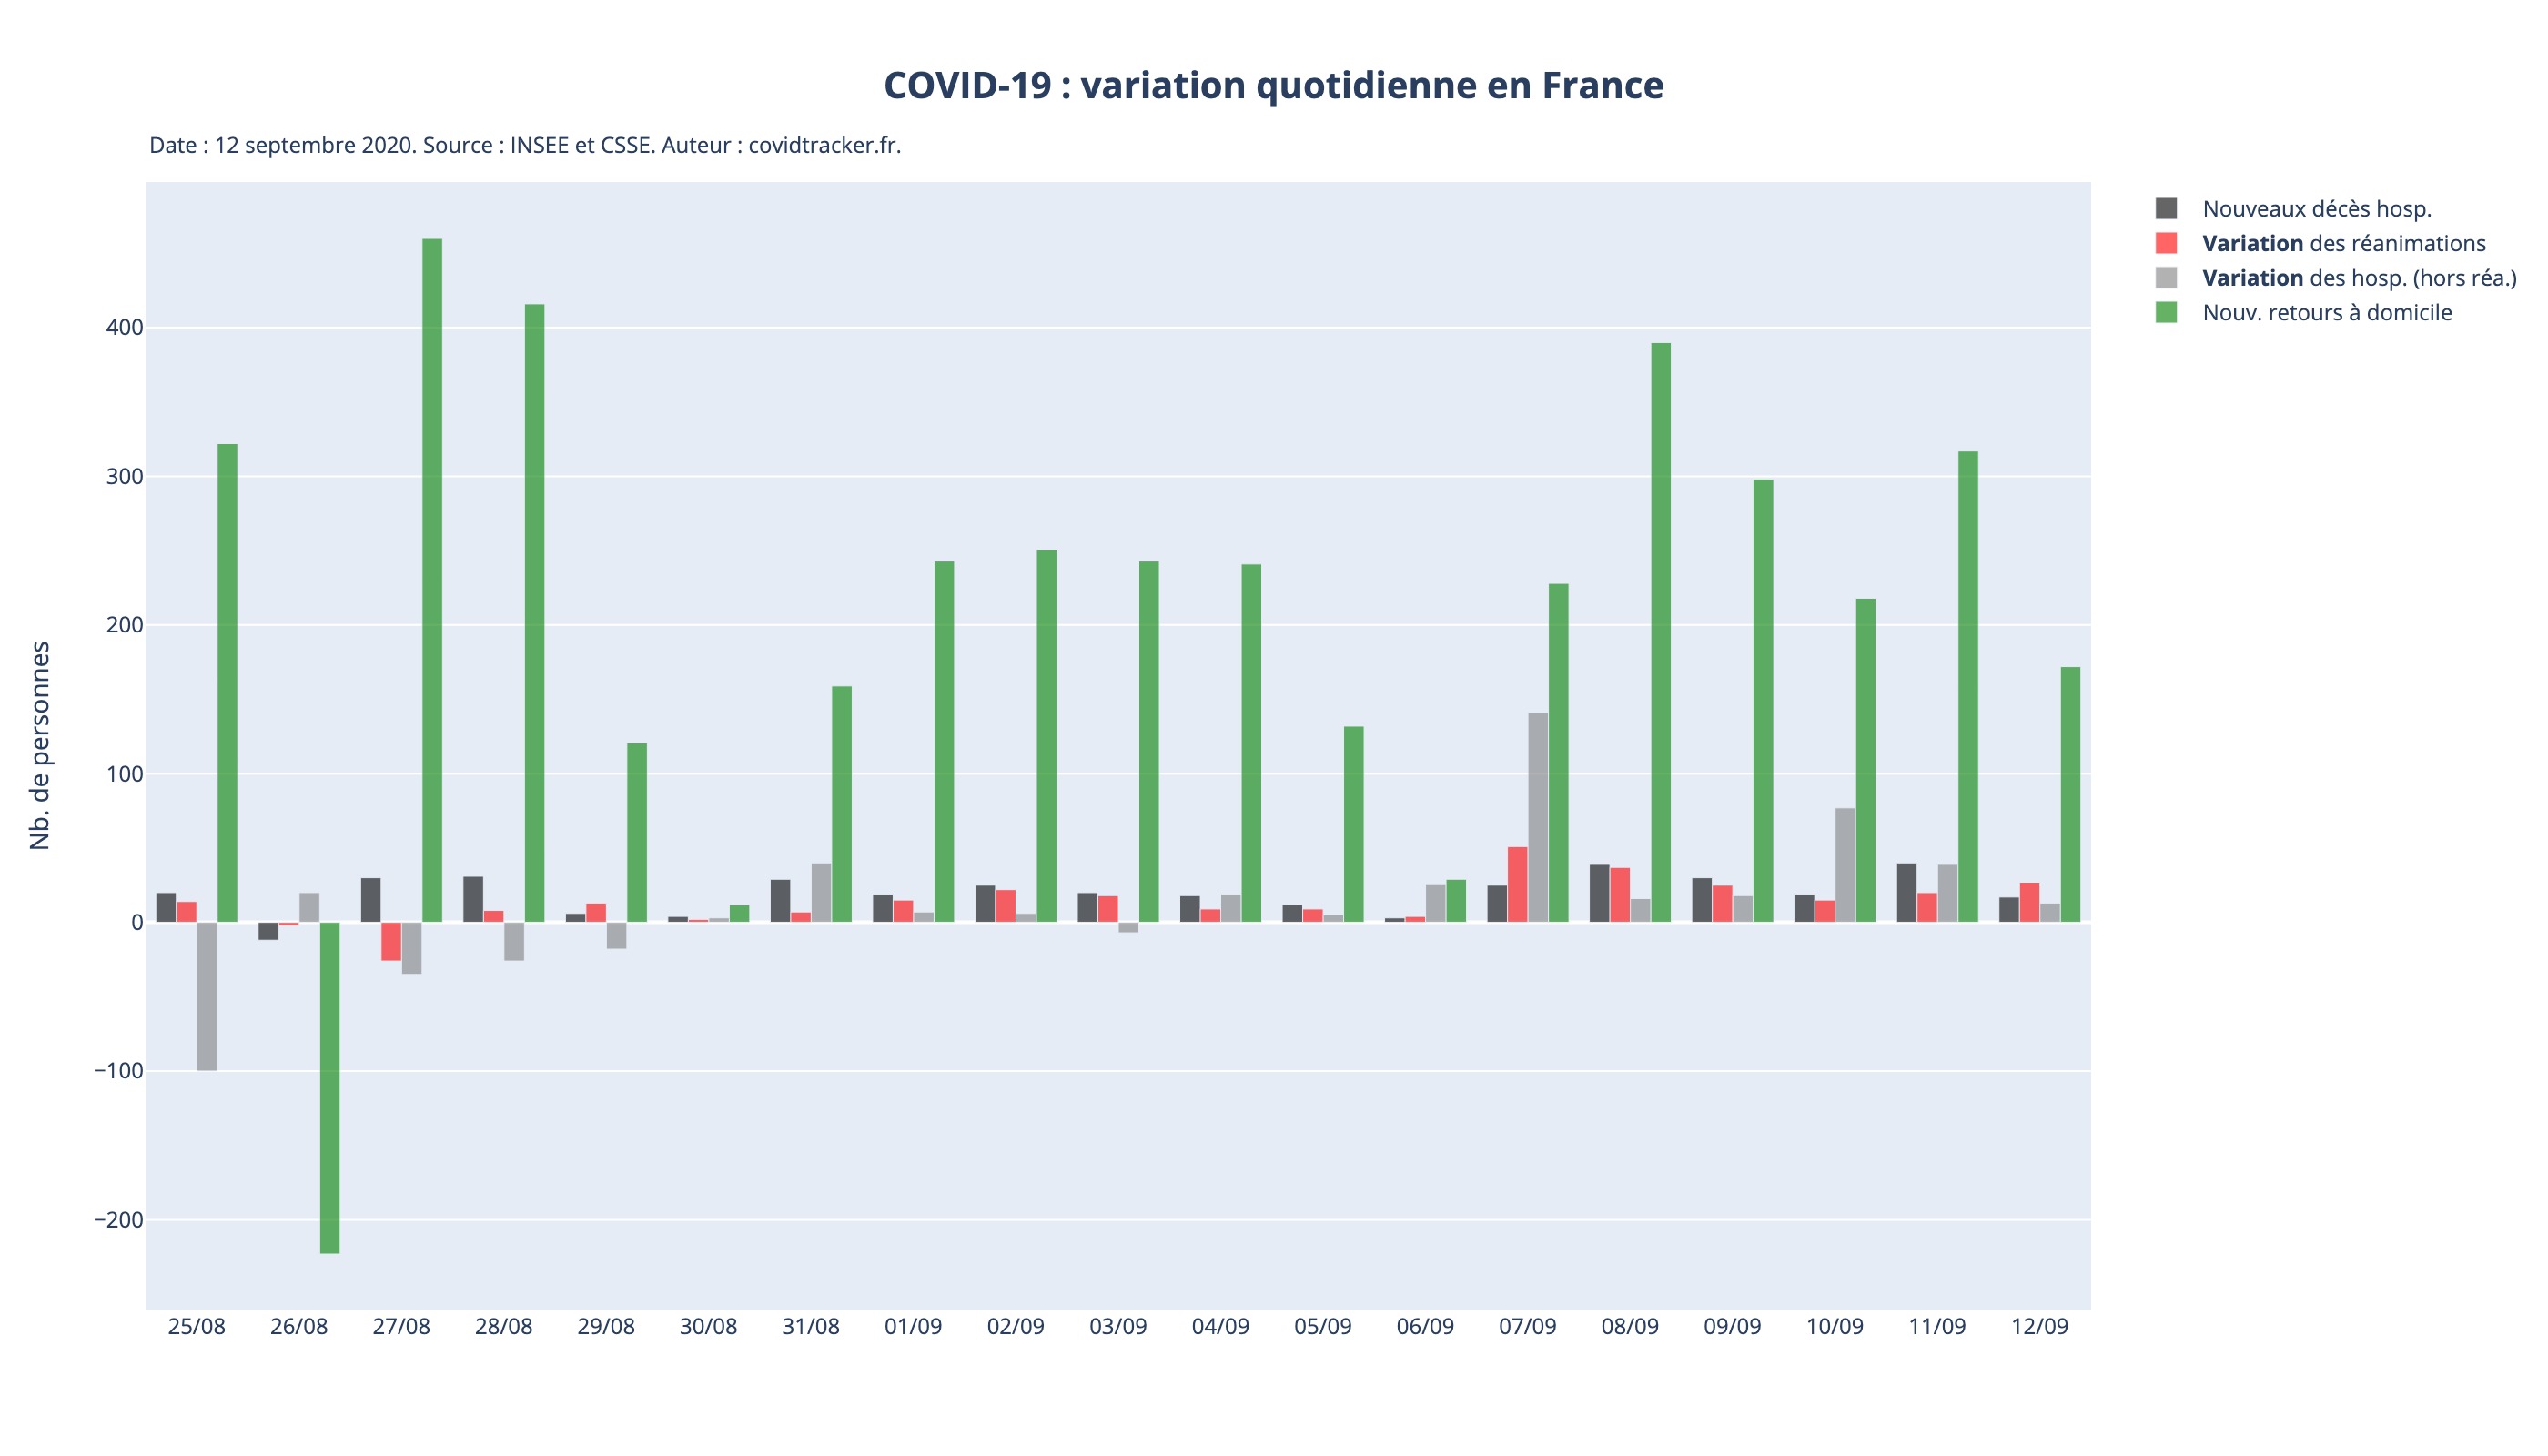 COVID-19 : variation quotidienne en France
Date : 12 septembre 2020. Source : INSEE et CSSE. Auteur : covidtracker.fr.
Nouveaux décès hosp.
Variation des réanimations
Variation des hosp. (hors réa.)
Nouv. retours à domicile
Nb. de personnes
400
300
200
100
0
−100
−200
25/08 26/08 27/08 28/08 29/08 30/08 31/08 01/09 02/09 03/09 04/09 05/09 06/09 07/09 08/09 09/09 10/09 11/09 12/09